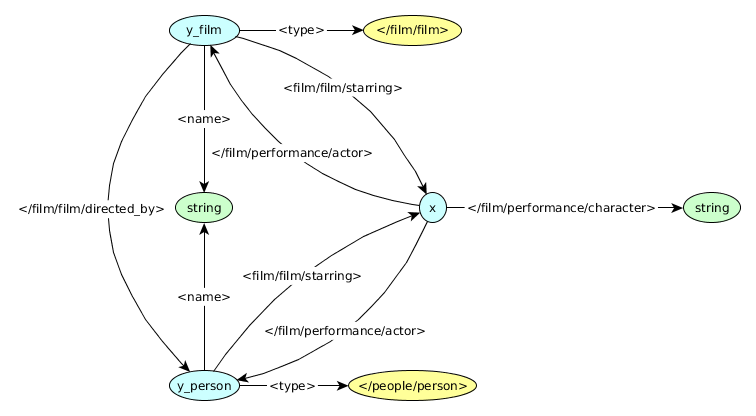 y_film
<type>
</film/film>
<film/film/starring>
<name>
</film/performance/actor>
</film/film/directed_by>
string
x
</film/performance/character>
string
<film/film/starring>
<name>
</film/performance/actor>
y_person
<type>
</people/person>